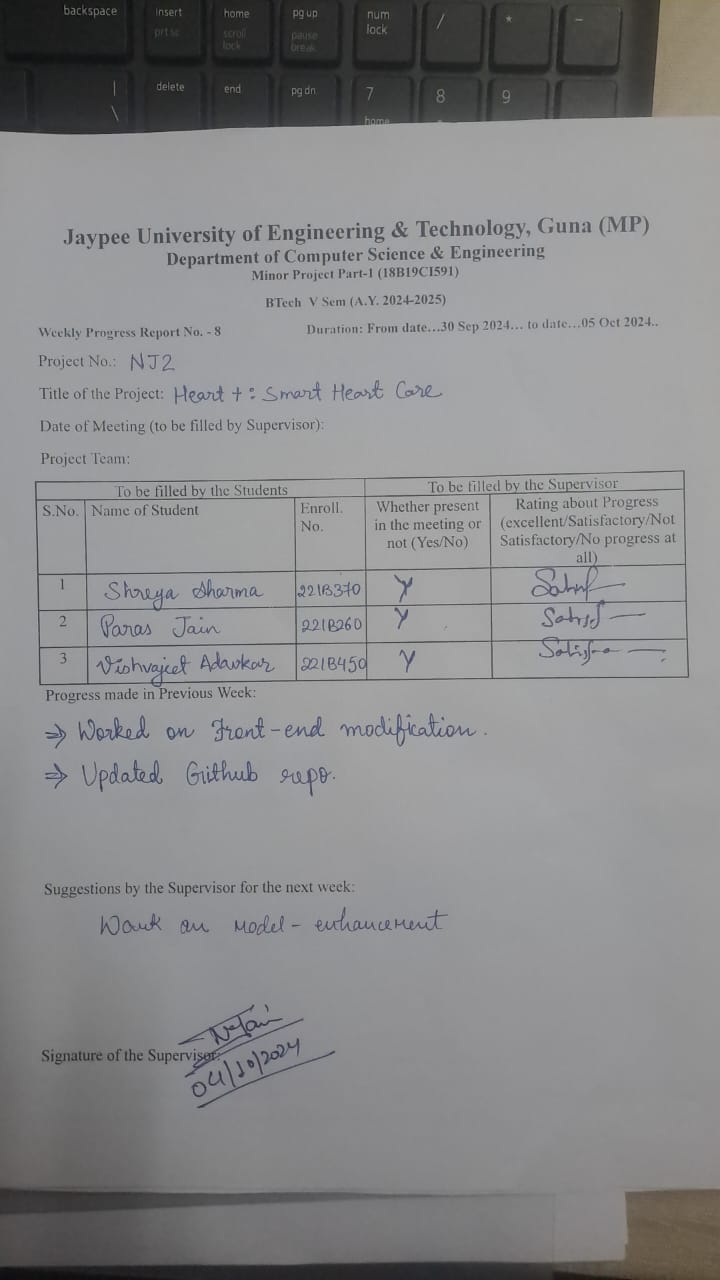 backspace insert home pg up num lock / * -
prt sc scroll lock pause break
| \ delete end pg dn 7 8 9
home
Jaypee University of Engineering & Technology, Guna (MP)
Department of Computer Science & Engineering
Minor Project Part-1 (18B19CI591)
BTech V Sem (A.Y. 2024-2025)
Weekly Progress Report No. - 8 Duration: From date...30 Sep 2024... to date...05 Oct 2024..
Project No.: NJ2
Title of the Project: Heart + : Smart Heart Care
Date of Meeting (to be filled by Supervisor):
Project Team:
To be filled by the Students To be filled by the Supervisor
S.No. Name of Student Enroll. No. Whether present in the meeting or not (Yes/No) Rating about Progress (excellent/Satisfactory/Not Satisfactory/No progress at all)
1 Shreya Sharma 221B370 Y
2 Paras Jain 221B260 Y
3 Vishvajeet Adavkar 221B450 Y
Progress made in Previous Week:
⇒ Worked on Front-end modification.
⇒ Updated Github repo.
Suggestions by the Supervisor for the next week:
Work on model - enhancement
Signature of the Supervisor:
04/10/2024